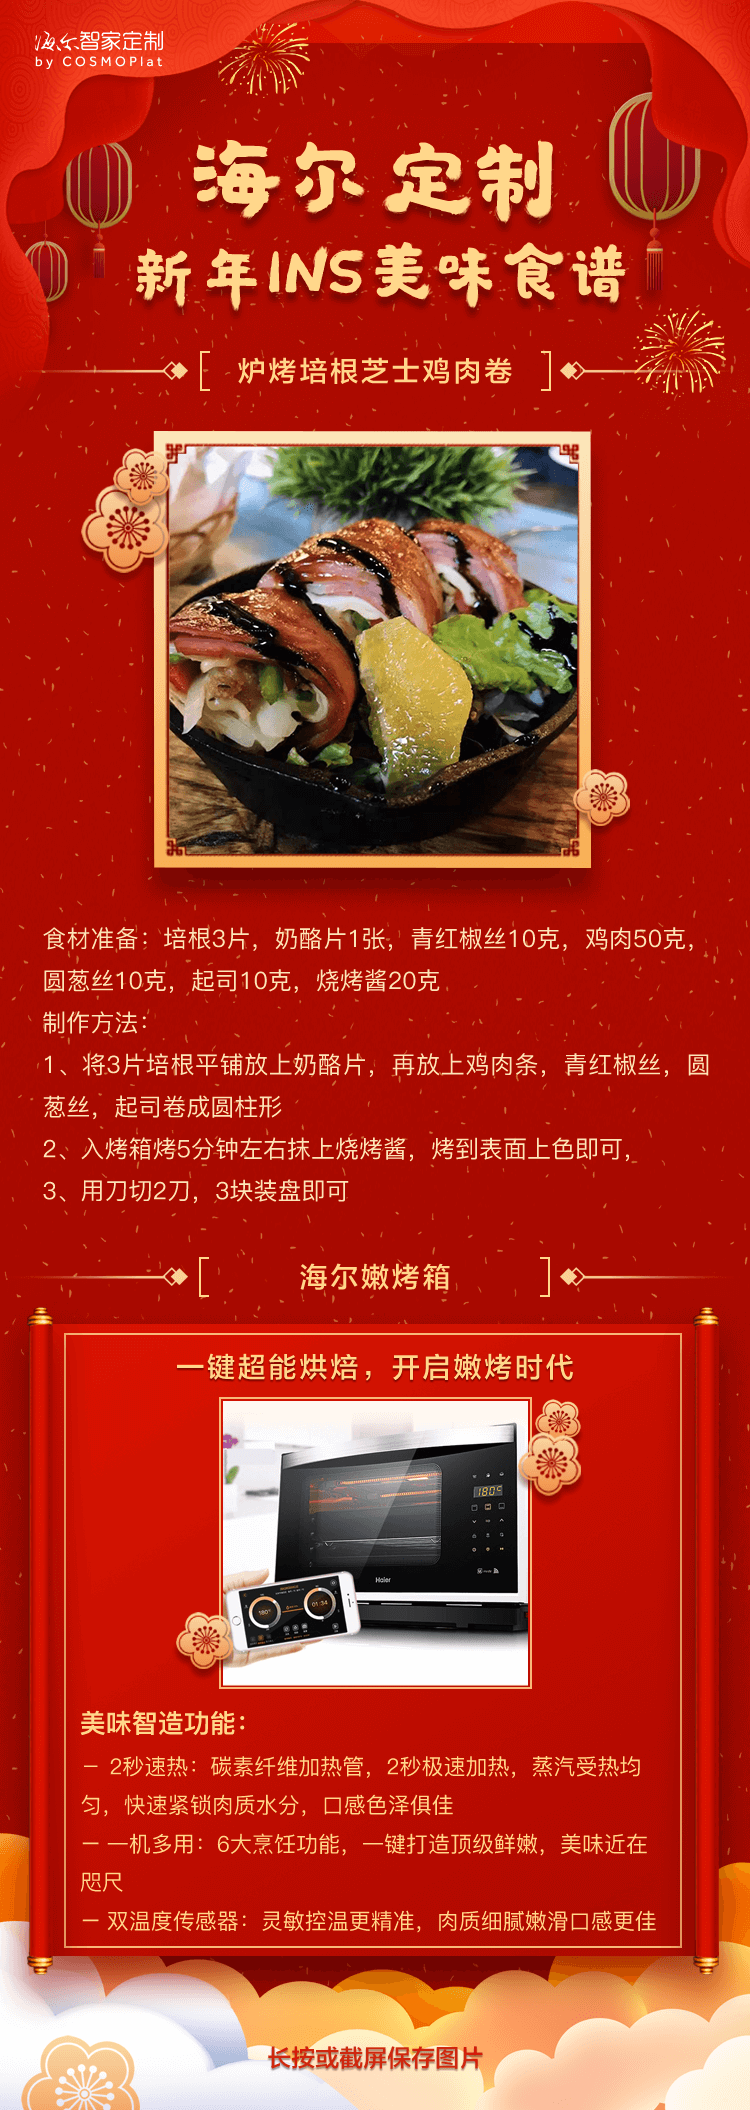 海尔智家定制
by COSMOPlat
海尔定制
新年INS美味食谱
炉烤培根芝士鸡肉卷
食材准备：培根3片，奶酪片1张，青红椒丝10克，鸡肉50克，
圆葱丝10克，起司10克，烧烤酱20克
制作方法：
1、将3片培根平铺放上奶酪片，再放上鸡肉条，青红椒丝，圆
葱丝，起司卷成圆柱形
2、入烤箱烤5分钟左右抹上烧烤酱，烤到表面上色即可，
3、用刀切2刀，3块装盘即可
海尔嫩烤箱
一键超能烘焙，开启嫩烤时代
180°C
Haier
180°
01:34
美味智造功能：
－ 2秒速热：碳素纤维加热管，2秒极速加热，蒸汽受热均
匀，快速紧锁肉质水分，口感色泽俱佳
－ 一机多用：6大烹饪功能，一键打造顶级鲜嫩，美味近在
咫尺
－ 双温度传感器：灵敏控温更精准，肉质细腻嫩滑口感更佳
长按或截屏保存图片